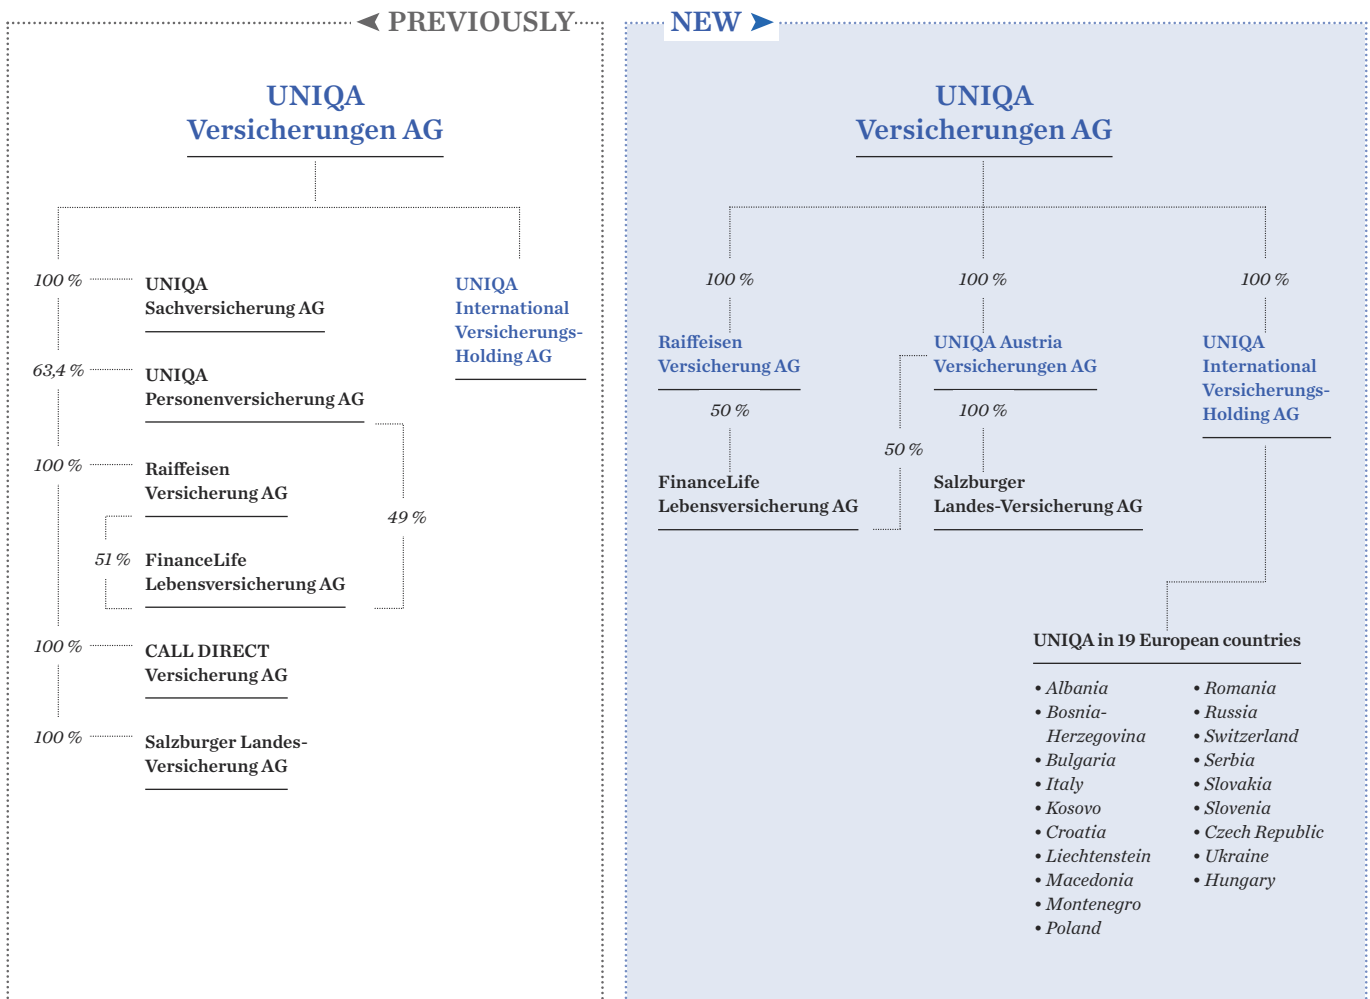 PREVIOUSLY
UNIQA
Versicherungen AG
100 %
UNIQA
Sachversicherung AG
UNIQA
International
Versicherungs-
Holding AG
63,4 %
UNIQA
Personenversicherung AG
100 %
Raiffeisen
Versicherung AG
49 %
51 %
FinanceLife
Lebensversicherung AG
100 %
CALL DIRECT
Versicherung AG
100 %
Salzburger Landes-
Versicherung AG
NEW
UNIQA
Versicherungen AG
100 %
100 %
100 %
Raiffeisen
Versicherung AG
UNIQA Austria
Versicherungen AG
UNIQA
International
Versicherungs-
Holding AG
50 %
100 %
50 %
FinanceLife
Lebensversicherung AG
Salzburger
Landes-Versicherung AG
UNIQA in 19 European countries
• Albania
• Bosnia-
Herzegovina
• Bulgaria
• Italy
• Kosovo
• Croatia
• Liechtenstein
• Macedonia
• Montenegro
• Poland
• Romania
• Russia
• Switzerland
• Serbia
• Slovakia
• Slovenia
• Czech Republic
• Ukraine
• Hungary